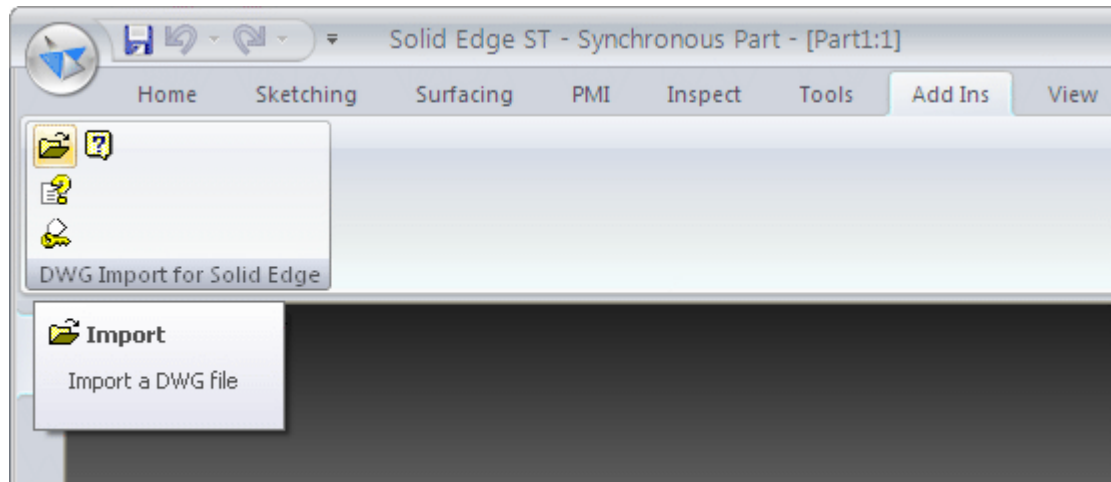 Solid Edge ST - Synchronous Part - [Part1:1]
Home Sketching Surfacing PMI Inspect Tools Add Ins View
DWG Import for Solid Edge
Import
Import a DWG file